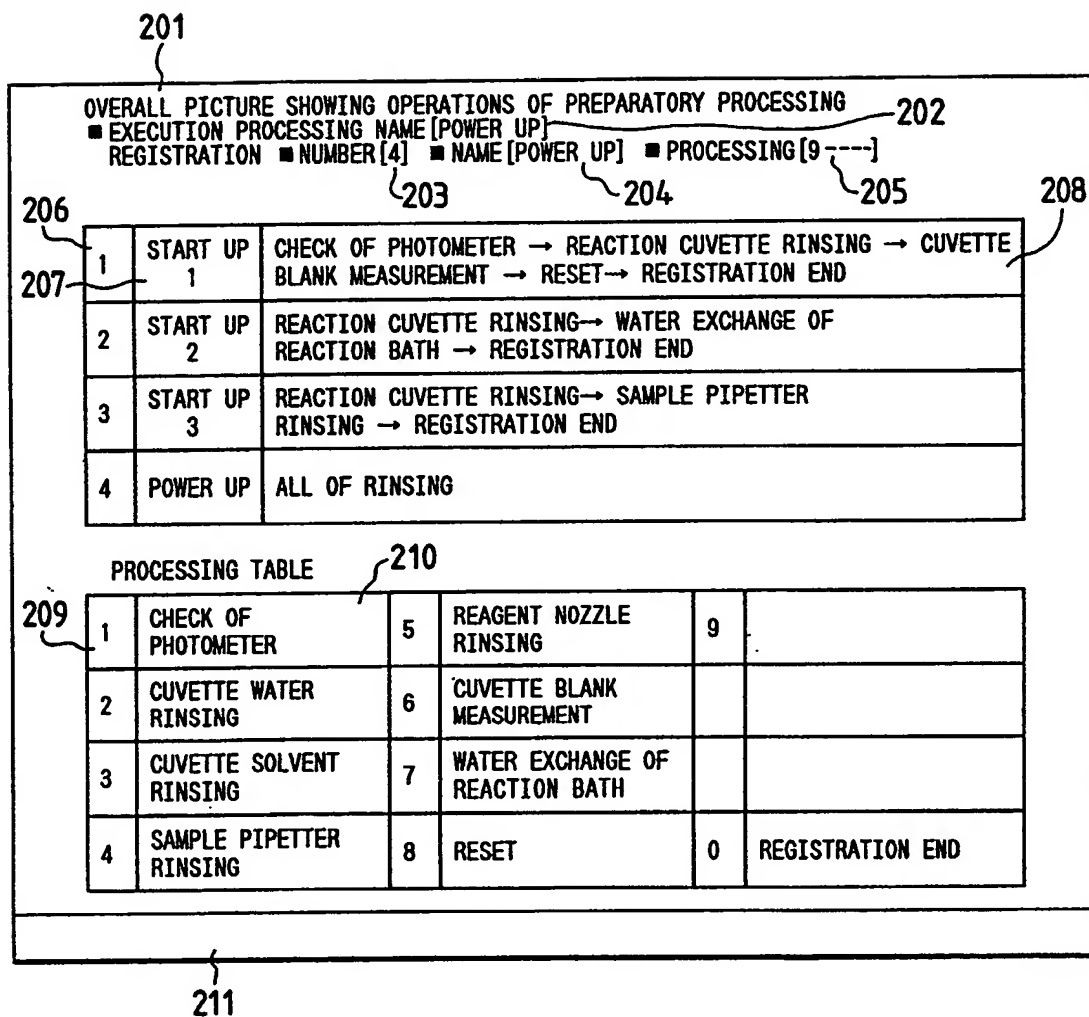 201
OVERALL PICTURE SHOWING OPERATIONS OF PREPARATORY PROCESSING
■ EXECUTION PROCESSING NAME[POWER UP]
202
REGISTRATION ■ NUMBER[4] ■ NAME[POWER UP] ■ PROCESSING[9----]
203
204
205
206
207
208
1
START UP
1
CHECK OF PHOTOMETER → REACTION CUVETTE RINSING → CUVETTE
BLANK MEASUREMENT → RESET→ REGISTRATION END
2
START UP
2
REACTION CUVETTE RINSING→ WATER EXCHANGE OF
REACTION BATH → REGISTRATION END
3
START UP
3
REACTION CUVETTE RINSING→ SAMPLE PIPETTER
RINSING → REGISTRATION END
4
POWER UP
ALL OF RINSING
PROCESSING TABLE
210
209
1
CHECK OF
PHOTOMETER
5
REAGENT NOZZLE
RINSING
9
2
CUVETTE WATER
RINSING
6
CUVETTE BLANK
MEASUREMENT
3
CUVETTE SOLVENT
RINSING
7
WATER EXCHANGE OF
REACTION BATH
4
SAMPLE PIPETTER
RINSING
8
RESET
0
REGISTRATION END
211